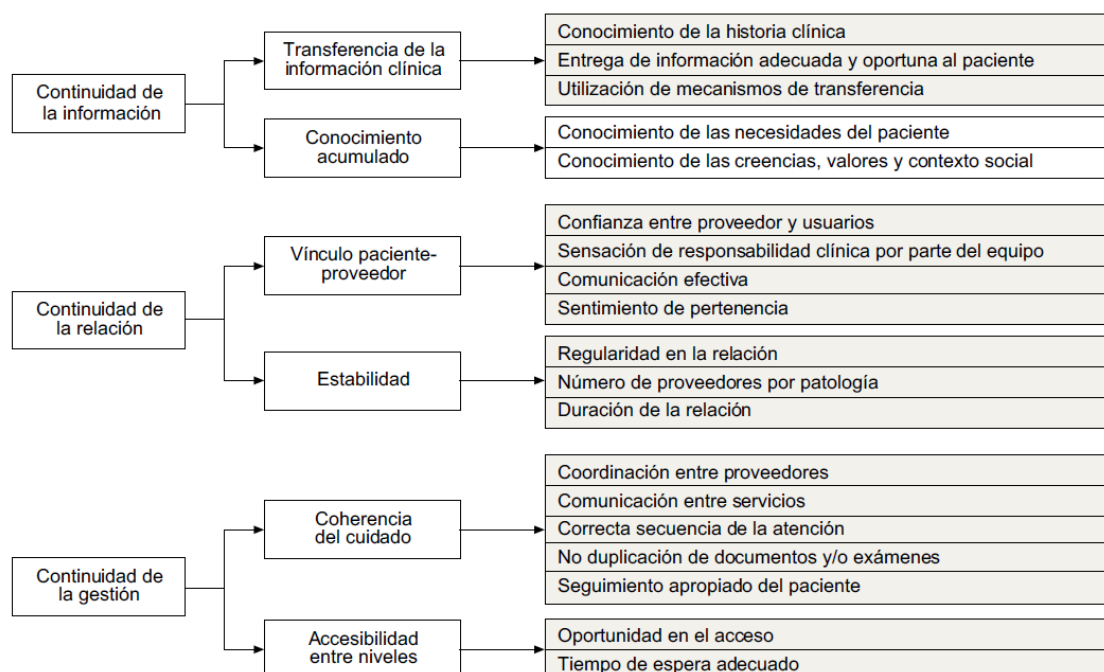 Continuidad de
la información
Transferencia de la
información clínica
Conocimiento de la historia clínica
Entrega de información adecuada y oportuna al paciente
Utilización de mecanismos de transferencia
Conocimiento
acumulado
Conocimiento de las necesidades del paciente
Conocimiento de las creencias, valores y contexto social
Continuidad de
la relación
Vínculo paciente-
proveedor
Confianza entre proveedor y usuarios
Sensación de responsabilidad clínica por parte del equipo
Comunicación efectiva
Sentimiento de pertenencia
Estabilidad
Regularidad en la relación
Número de proveedores por patología
Duración de la relación
Continuidad de
la gestión
Coherencia
del cuidado
Coordinación entre proveedores
Comunicación entre servicios
Correcta secuencia de la atención
No duplicación de documentos y/o exámenes
Seguimiento apropiado del paciente
Accesibilidad
entre niveles
Oportunidad en el acceso
Tiempo de espera adecuado